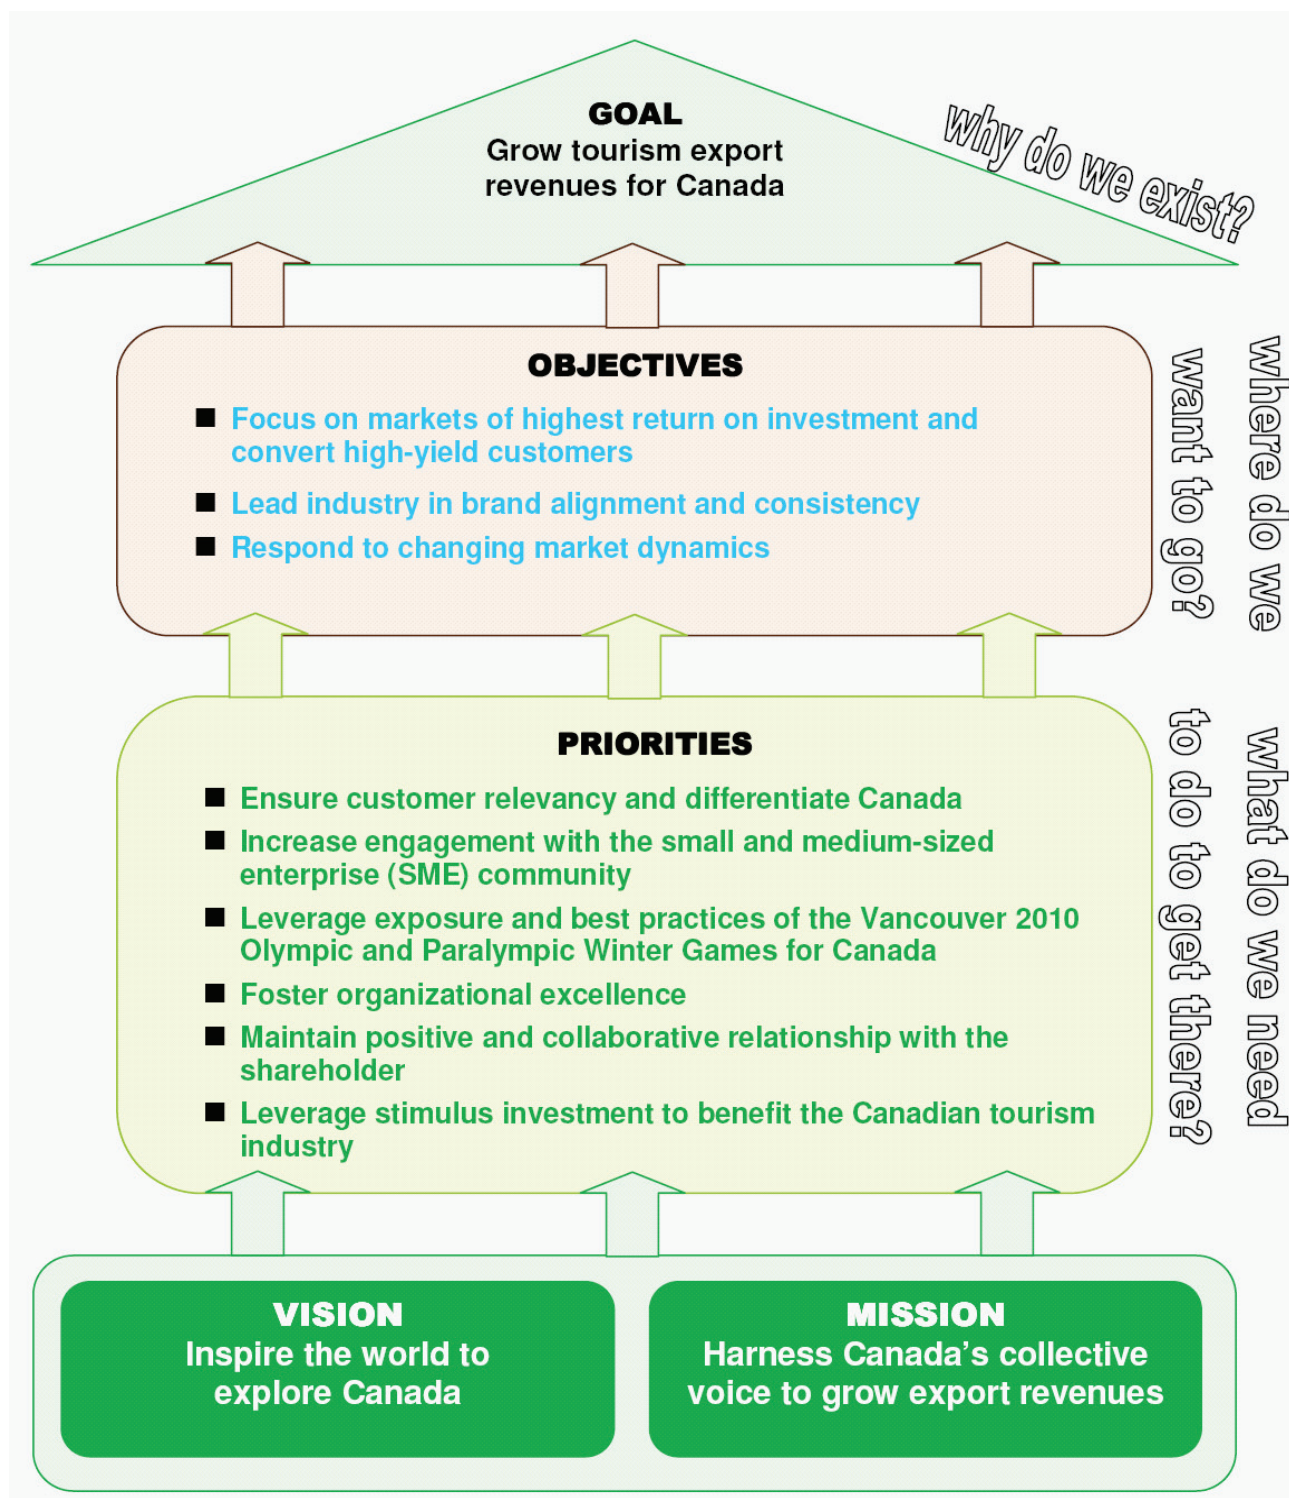 GOAL
Grow tourism export
revenues for Canada
why do we exist?
OBJECTIVES
■ Focus on markets of highest return on investment and
convert high-yield customers
■ Lead industry in brand alignment and consistency
■ Respond to changing market dynamics
where do we
want to go?
PRIORITIES
■ Ensure customer relevancy and differentiate Canada
■ Increase engagement with the small and medium-sized
enterprise (SME) community
■ Leverage exposure and best practices of the Vancouver 2010
Olympic and Paralympic Winter Games for Canada
■ Foster organizational excellence
■ Maintain positive and collaborative relationship with the
shareholder
■ Leverage stimulus investment to benefit the Canadian tourism
industry
what do we need
to do to get there?
VISION
Inspire the world to
explore Canada
MISSION
Harness Canada’s collective
voice to grow export revenues